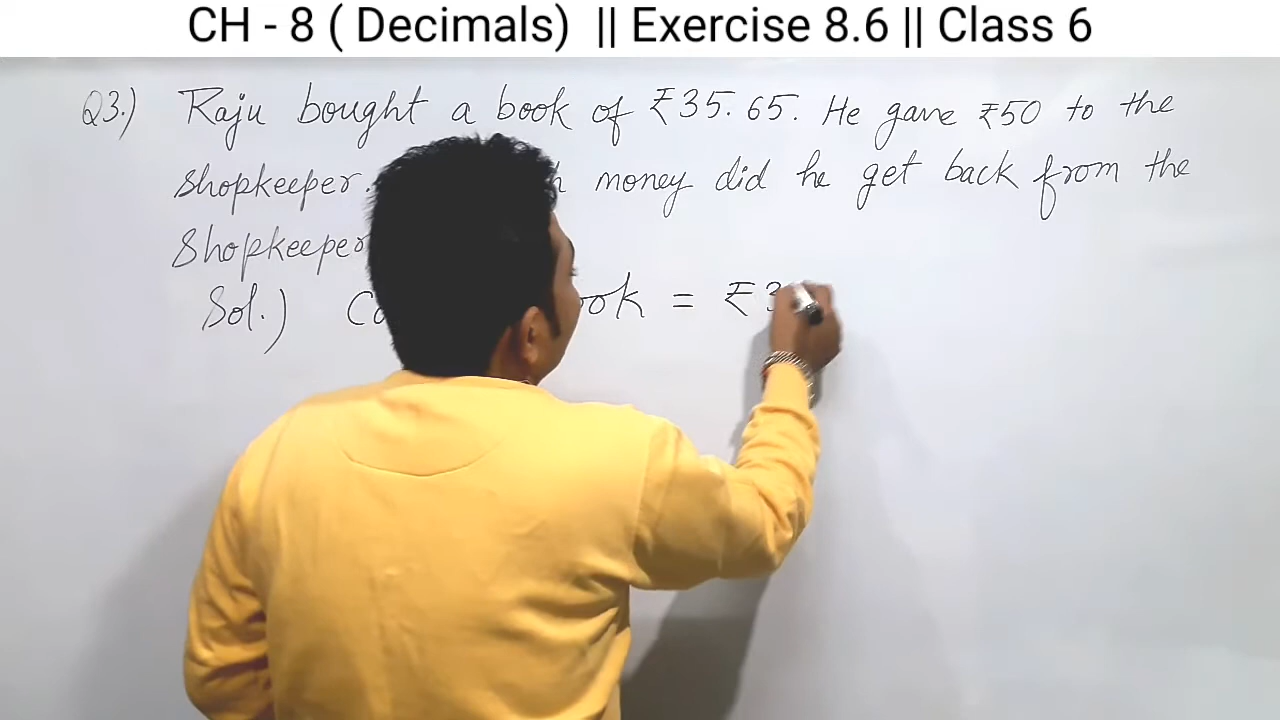 CH - 8 ( Decimals) || Exercise 8.6 || Class 6
Q3.) Raju bought a book of ₹35.65. He gave ₹50 to the
shopkeeper. money did he get back from the
Shopkeeper
Sol.) = ₹3